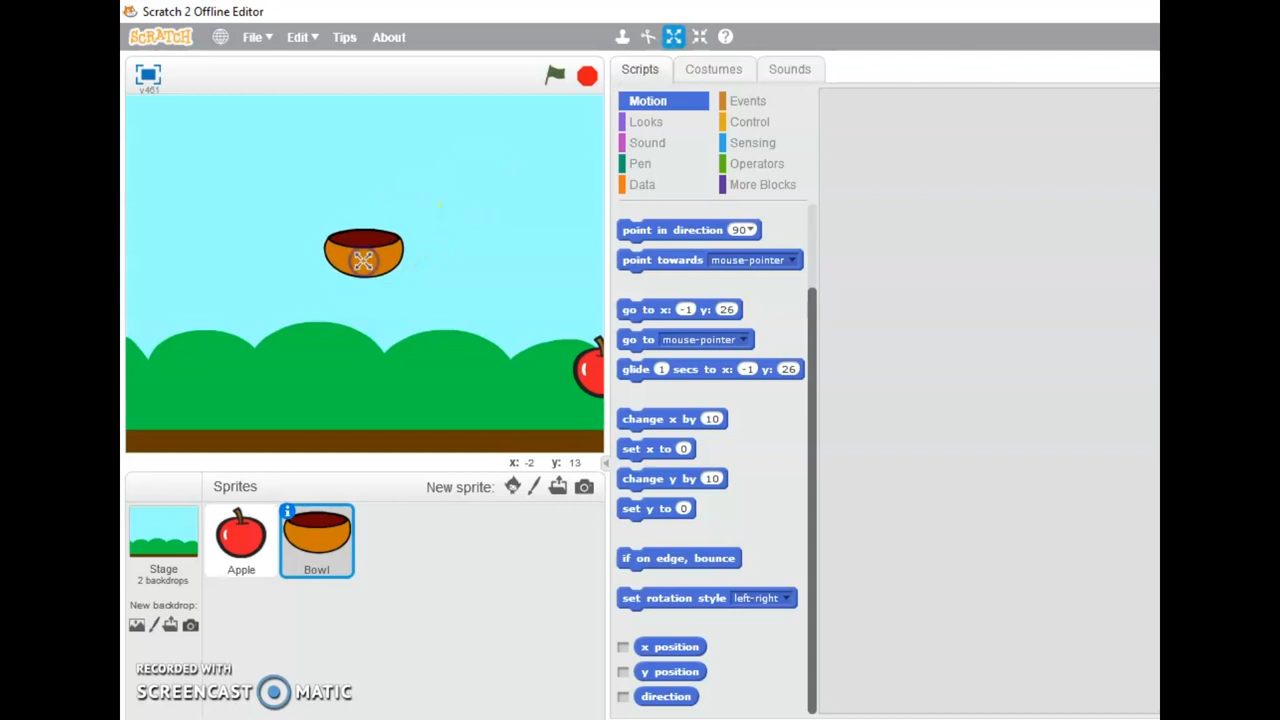 Scratch 2 Offline Editor
SCRATCH File▼ Edit▼ Tips About
v461
Scripts Costumes Sounds
Motion Events
Looks Control
Sound Sensing
Pen Operators
Data More Blocks
point in direction 90▼
point towards mouse-pointer
go to x: -1 y: 26
go to mouse-pointer
glide 1 secs to x: -1 y: 26
change x by 10
set x to 0
change y by 10
set y to 0
if on edge, bounce
set rotation style left-right
x position
y position
direction
x: -2 y: 13
Sprites New sprite:
Stage
2 backdrops
New backdrop:
Apple
Bowl
RECORDED WITH
SCREENCAST MATIC